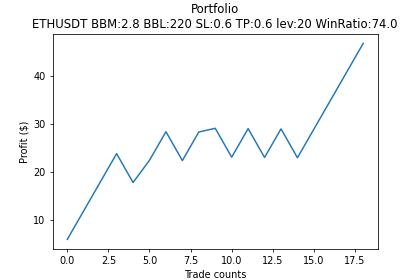 Portfolio
ETHUSDT BBM:2.8 BBL:220 SL:0.6 TP:0.6 lev:20 WinRatio:74.0
40
30
20
10
Profit ($)
0.0 2.5 5.0 7.5 10.0 12.5 15.0 17.5
Trade counts